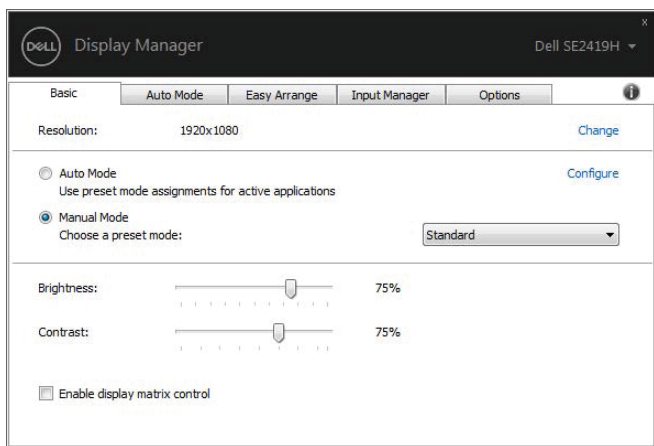 x
DELL Display Manager Dell SE2419H
Basic Auto Mode Easy Arrange Input Manager Options i
Resolution: 1920x1080 Change
Auto Mode Configure
Use preset mode assignments for active applications
Manual Mode
Choose a preset mode: Standard
Brightness: 75%
Contrast: 75%
Enable display matrix control